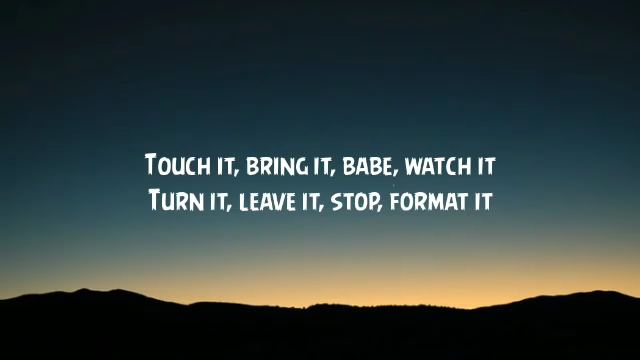 Touch it, bring it, babe, watch it
Turn it, leave it, stop, format it